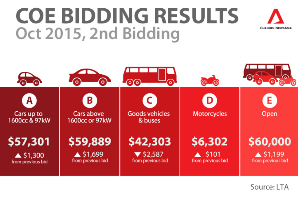 COE BIDDING RESULTS
Oct 2015, 2nd Bidding
A
Cars up to
1600cc & 97kW
$57,301
▲ $1,300
from previous bid
B
Cars above
1600cc or 97kW
$59,889
▲ $1,699
from previous bid
C
Goods vehicles
& buses
$42,303
▼ $2,587
from previous bid
D
Motorcycles
$6,302
▲ $101
from previous bid
E
Open
$60,000
▲ $1,199
from previous bid
Source: LTA